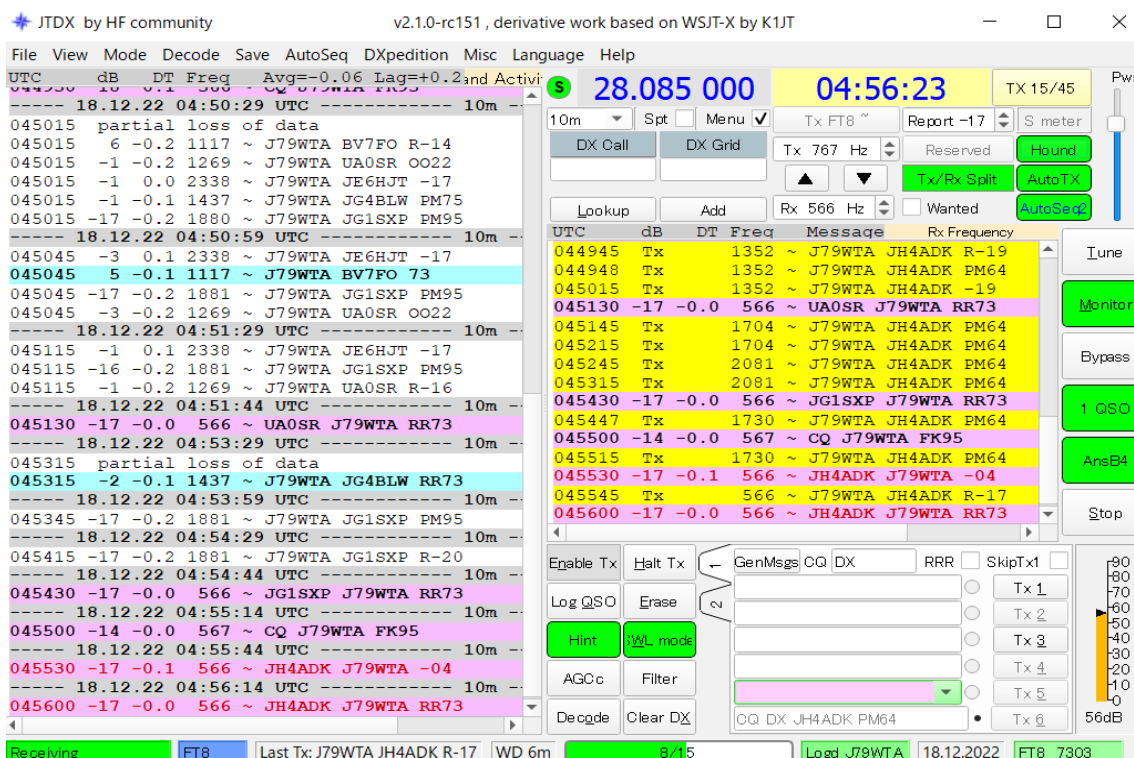 JTDX by HF community v2.1.0-rc151 , derivative work based on WSJT-X by K1JT
File View Mode Decode Save AutoSeq DXpedition Misc Language Help
UTC dB DT Freq Avg=-0.06 Lag=+0.2
----- 18.12.22 04:50:29 UTC ------------ 10m --
045015 partial loss of data
045015 6 -0.2 1117 ~ J79WTA BV7FO R-14
045015 -1 -0.2 1269 ~ J79WTA UA0SR OO22
045015 -1 0.0 2338 ~ J79WTA JE6HJT -17
045015 -1 -0.1 1437 ~ J79WTA JG4BLW PM75
045015 -17 -0.2 1880 ~ J79WTA JG1SXP PM95
----- 18.12.22 04:50:59 UTC ------------ 10m --
045045 -3 0.1 2338 ~ J79WTA JE6HJT -17
045045 5 -0.1 1117 ~ J79WTA BV7FO 73
045045 -17 -0.2 1881 ~ J79WTA JG1SXP PM95
045045 -3 -0.2 1269 ~ J79WTA UA0SR OO22
----- 18.12.22 04:51:29 UTC ------------ 10m --
045115 -1 0.1 2338 ~ J79WTA JE6HJT -17
045115 -16 -0.2 1881 ~ J79WTA JG1SXP PM95
045115 -1 -0.2 1269 ~ J79WTA UA0SR R-16
----- 18.12.22 04:51:44 UTC ------------ 10m --
045130 -17 -0.0 566 ~ UA0SR J79WTA RR73
----- 18.12.22 04:53:29 UTC ------------ 10m --
045315 partial loss of data
045315 -2 -0.1 1437 ~ J79WTA JG4BLW RR73
----- 18.12.22 04:53:59 UTC ------------ 10m --
045345 -17 -0.2 1881 ~ J79WTA JG1SXP PM95
----- 18.12.22 04:54:29 UTC ------------ 10m --
045415 -17 -0.2 1881 ~ J79WTA JG1SXP R-20
----- 18.12.22 04:54:44 UTC ------------ 10m --
045430 -17 -0.0 566 ~ JG1SXP J79WTA RR73
----- 18.12.22 04:55:14 UTC ------------ 10m --
045500 -14 -0.0 567 ~ CQ J79WTA FK95
----- 18.12.22 04:55:44 UTC ------------ 10m --
045530 -17 -0.1 566 ~ JH4ADK J79WTA -04
----- 18.12.22 04:56:14 UTC ------------ 10m --
045600 -17 -0.0 566 ~ JH4ADK J79WTA RR73
S 28.085 000 04:56:23 TX 15/45
10m Spt Menu Tx FT8 ~ Report -17 S meter
DX Call DX Grid Tx 767 Hz Reserved Hound
Tx/Rx Split AutoTX
Lookup Add Rx 566 Hz Wanted AutoSeq2
UTC dB DT Freq Message Rx Frequency
044945 Tx 1352 ~ J79WTA JH4ADK R-19
044948 Tx 1352 ~ J79WTA JH4ADK PM64
045015 Tx 1352 ~ J79WTA JH4ADK -19
045130 -17 -0.0 566 ~ UA0SR J79WTA RR73
045145 Tx 1704 ~ J79WTA JH4ADK PM64
045215 Tx 1704 ~ J79WTA JH4ADK PM64
045245 Tx 2081 ~ J79WTA JH4ADK PM64
045315 Tx 2081 ~ J79WTA JH4ADK PM64
045430 -17 -0.0 566 ~ JG1SXP J79WTA RR73
045447 Tx 1730 ~ J79WTA JH4ADK PM64
045500 -14 -0.0 567 ~ CQ J79WTA FK95
045515 Tx 1730 ~ J79WTA JH4ADK PM64
045530 -17 -0.1 566 ~ JH4ADK J79WTA -04
045545 Tx 566 ~ J79WTA JH4ADK R-17
045600 -17 -0.0 566 ~ JH4ADK J79WTA RR73
Tune
Monitor
Bypass
1 QSO
AnsB4
Stop
Enable Tx Halt Tx 1 GenMsgs CQ DX RRR SkipTx1
Tx 1
Log QSO Erase 2 Tx 2
Hint SWL mode Tx 3
AGCc Filter Tx 4
Tx 5
Decode Clear DX CQ DX JH4ADK PM64 Tx 6
90
80
70
60
50
40
30
20
10
0
56dB
Receiving FT8 Last Tx: J79WTA JH4ADK R-17 WD 6m 8/15 Logd J79WTA 18.12.2022 FT8 7303